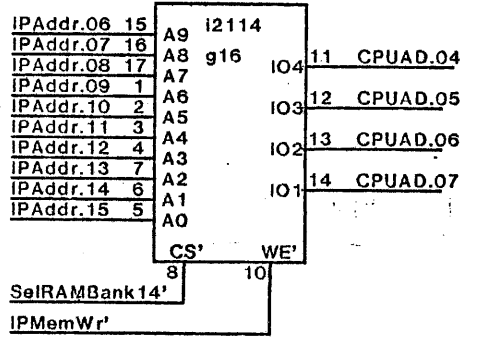 IPAddr.06 15 A9 i2114
IPAddr.07 16 A8 g16 IO4 11 CPUAD.04
IPAddr.08 17 A7
IPAddr.09 1 A6 IO3 12 CPUAD.05
IPAddr.10 2 A5
IPAddr.11 3 A4 IO2 13 CPUAD.06
IPAddr.12 4 A3
IPAddr.13 7 A2 IO1 14 CPUAD.07
IPAddr.14 6 A1
IPAddr.15 5 A0
CS' WE'
8 10
SelRAMBank14'
IPMemWr'